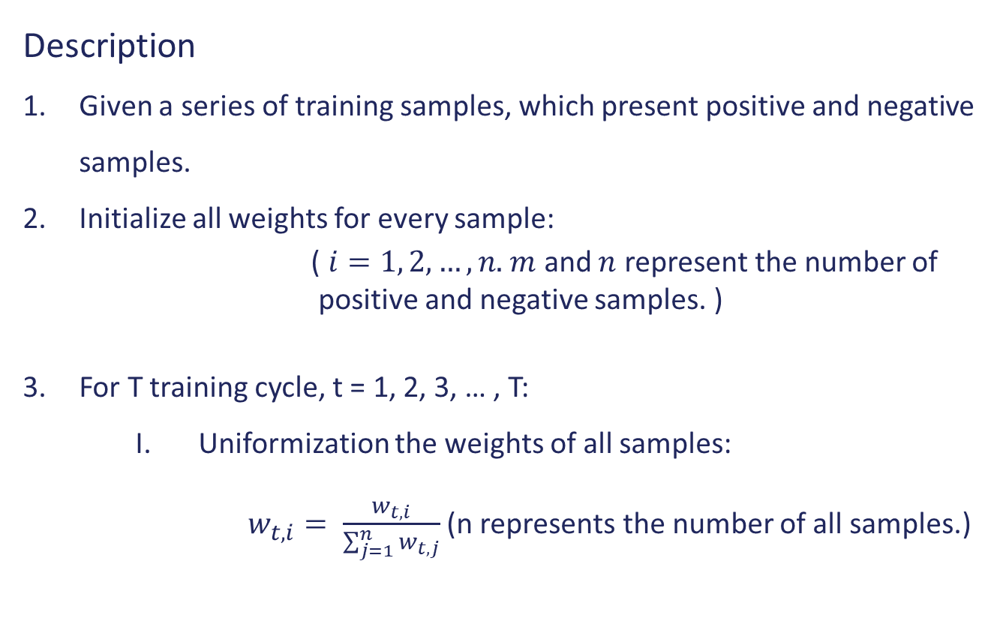 Description
1. Given a series of training samples, which present positive and negative
samples.
2. Initialize all weights for every sample:
( i = 1, 2, … , n. m and n represent the number of
positive and negative samples. )
3. For T training cycle, t = 1, 2, 3, … , T:
I. Uniformization the weights of all samples:
w_{t,i} = \frac{w_{t,i}}{\sum_{j=1}^{n} w_{t,j}} (n represents the number of all samples.)